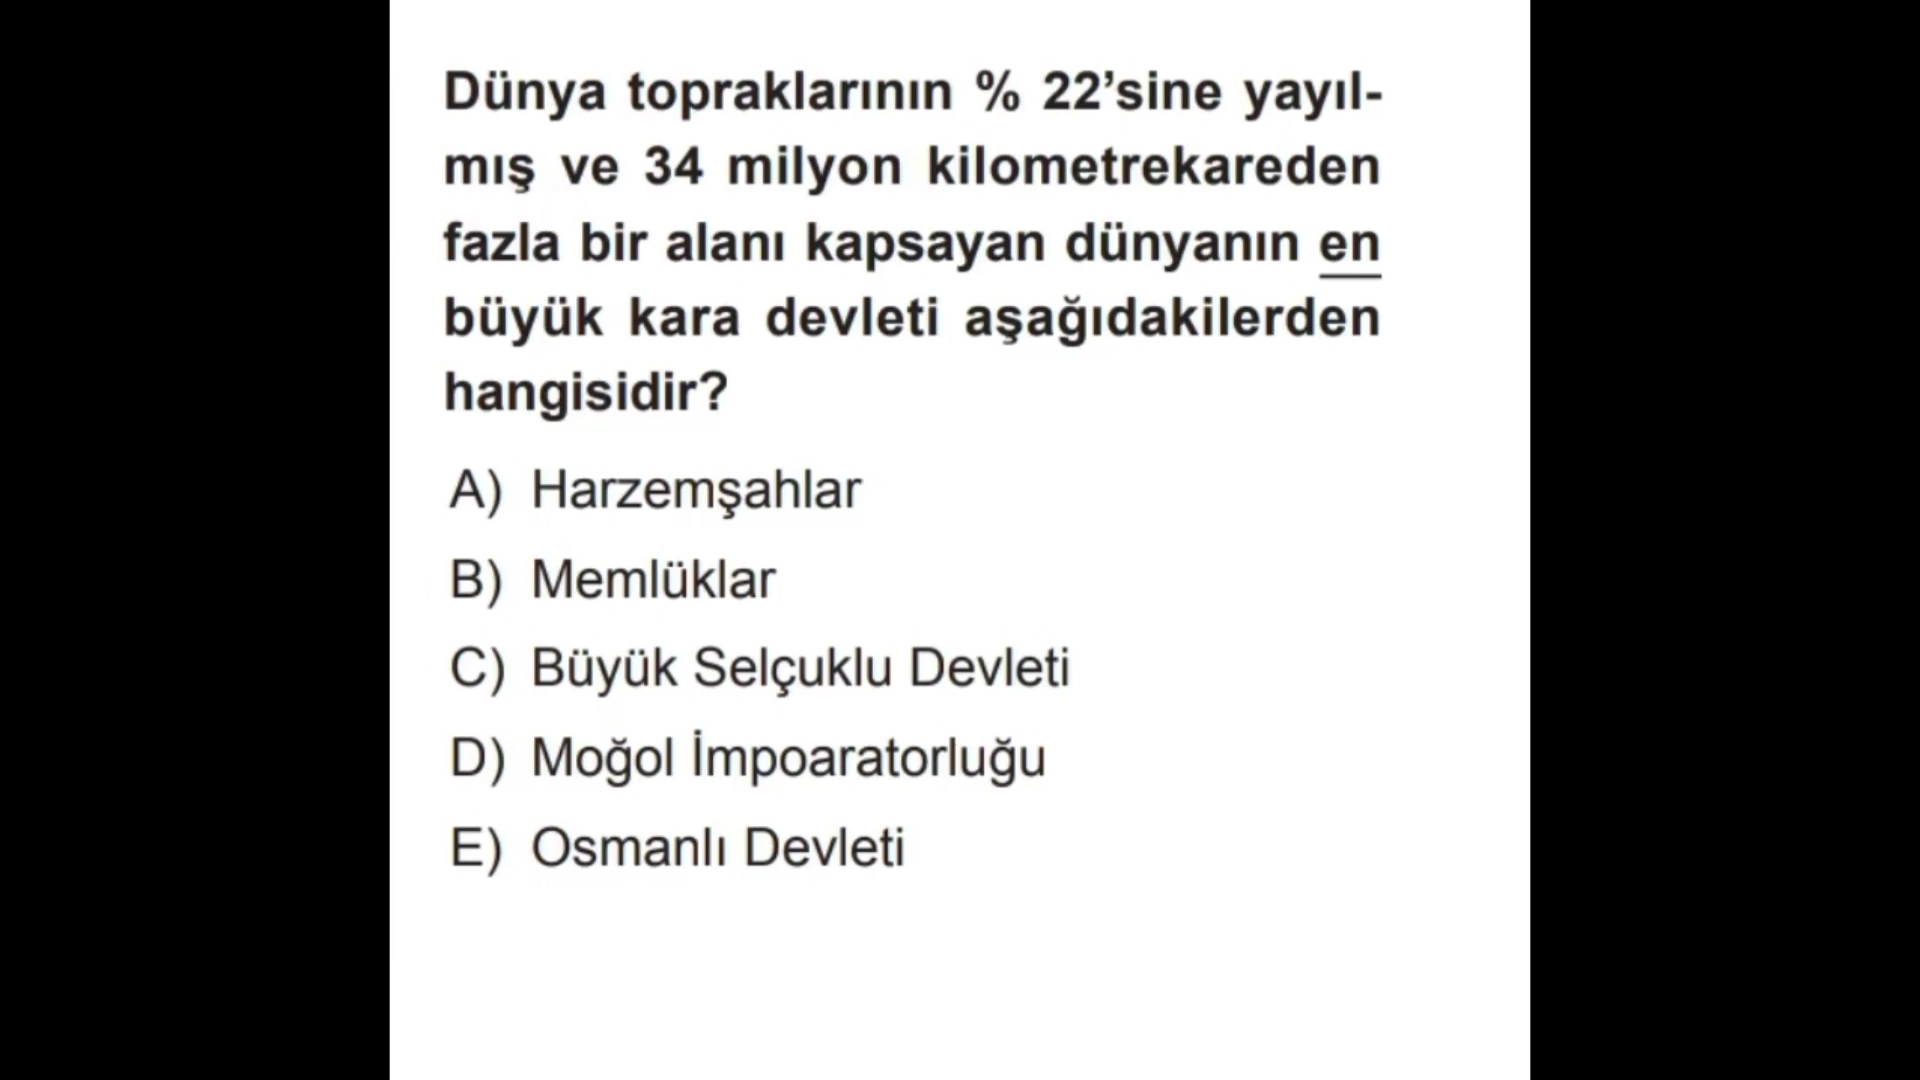 Dünya topraklarının % 22’sine yayıl-
mış ve 34 milyon kilometrekareden
fazla bir alanı kapsayan dünyanın en
büyük kara devleti aşağıdakilerden
hangisidir?
A) Harzemşahlar
B) Memlüklar
C) Büyük Selçuklu Devleti
D) Moğol İmpoaratorluğu
E) Osmanlı Devleti